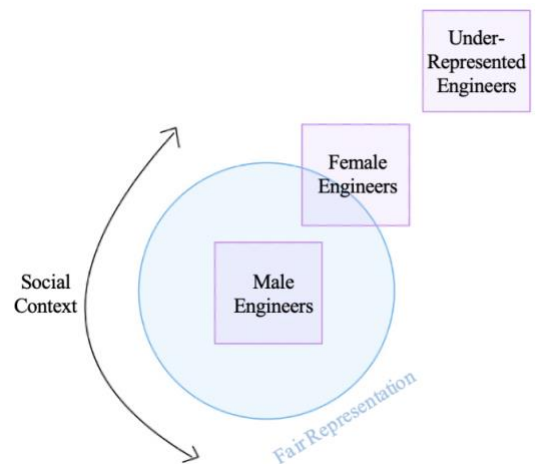 Under-
Represented
Engineers
Female
Engineers
Male
Engineers
Social
Context
Fair Representation